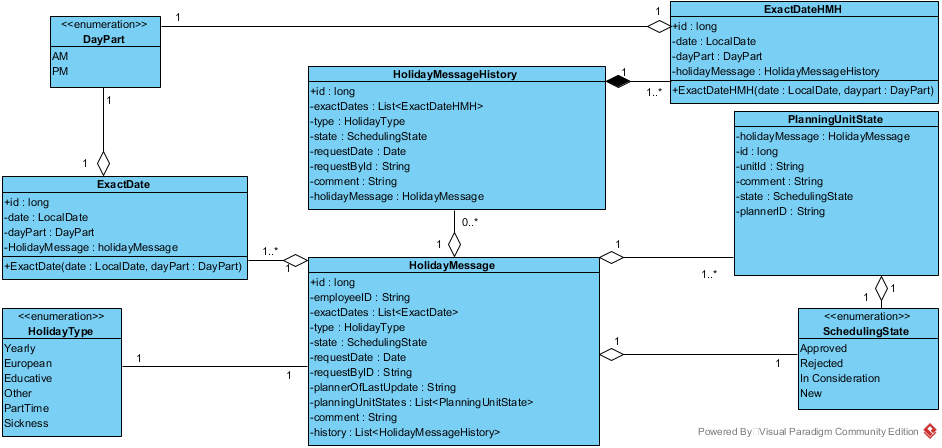 <<enumeration>>
DayPart
AM
PM
1
1
ExactDateHMH
+id : long
-date : LocalDate
-dayPart : DayPart
-holidayMessage : HolidayMessageHistory
+ExactDateHMH(date : LocalDate, daypart : DayPart)
HolidayMessageHistory
+id : long
-exactDates : List<ExactDateHMH>
-type : HolidayType
-state : SchedulingState
-requestDate : Date
-requestById : String
-comment : String
-holidayMessage : HolidayMessage
1
1..*
PlanningUnitState
-holidayMessage : HolidayMessage
-id : long
-unitId : String
-comment : String
-state : SchedulingState
-plannerID : String
1
1
ExactDate
+id : long
-date : LocalDate
-dayPart : DayPart
-HolidayMessage : holidayMessage
+ExactDate(date : LocalDate, dayPart : DayPart)
0..*
1
1..*
1
HolidayMessage
+id : long
-employeeID : String
-exactDates : List<ExactDate>
-type : HolidayType
-state : SchedulingState
-requestDate : Date
-requestByID : String
-plannerOfLastUpdate : String
-planningUnitStates : List<PlanningUnitState>
-comment : String
-history : List<HolidayMessageHistory>
1
1..*
1
1
<<enumeration>>
HolidayType
Yearly
European
Educative
Other
PartTime
Sickness
1
1
1
1
<<enumeration>>
SchedulingState
Approved
Rejected
In Consideration
New
Powered By Visual Paradigm Community Edition